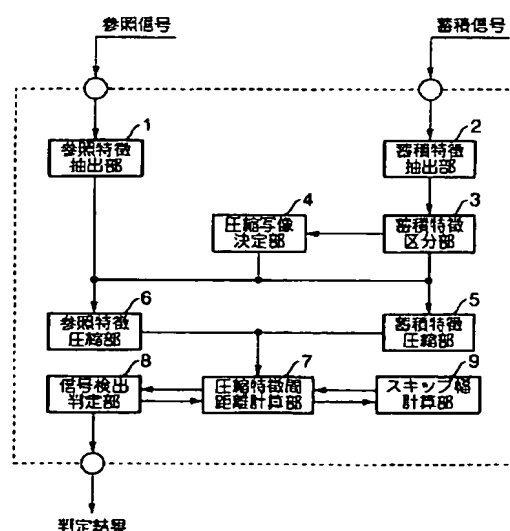 参照信号
蓄積信号
1
参照特徴
抽出部
2
蓄積特徴
抽出部
4
圧縮写像
決定部
3
蓄積特徴
区分部
6
参照特徴
圧縮部
5
蓄積特徴
圧縮部
8
信号検出
判定部
7
圧縮特徴間
距離計算部
9
スキップ幅
計算部
判定結果